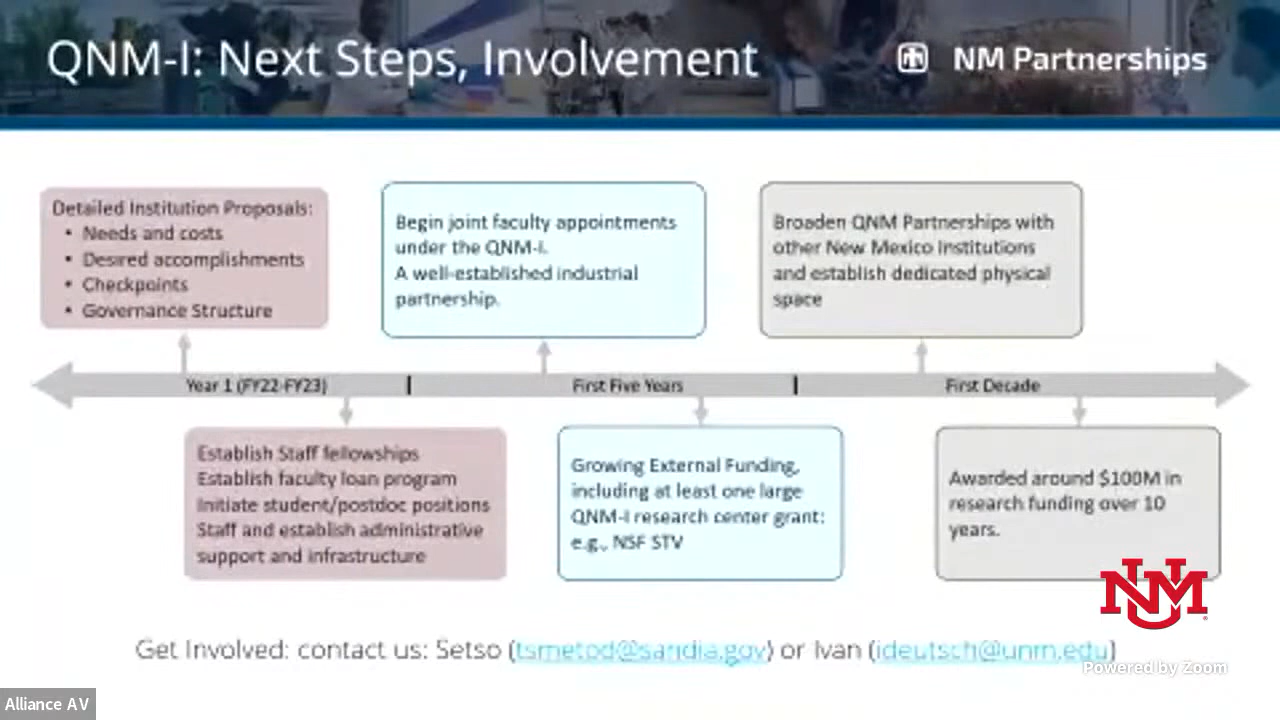 QNM-I: Next Steps, Involvement
NM Partnerships
Detailed Institution Proposals:
• Needs and costs
• Desired accomplishments
• Checkpoints
• Governance Structure
Begin joint faculty appointments
under the QNM-I.
A well-established industrial
partnership.
Broaden QNM Partnerships with
other New Mexico Institutions
and establish dedicated physical
space
Year 1 (FY22-FY23)
First Five Years
First Decade
Establish Staff fellowships
Establish faculty loan program
Initiate student/postdoc positions
Staff and establish administrative
support and infrastructure
Growing External Funding,
including at least one large
QNM-I research center grant:
e.g., NSF STV
Awarded around $100M in
research funding over 10
years.
UNM
Get Involved: contact us: Setso (tsmetod@sandia.gov) or Ivan (ideutsch@unm.edu)
Powered by Zoom
Alliance AV